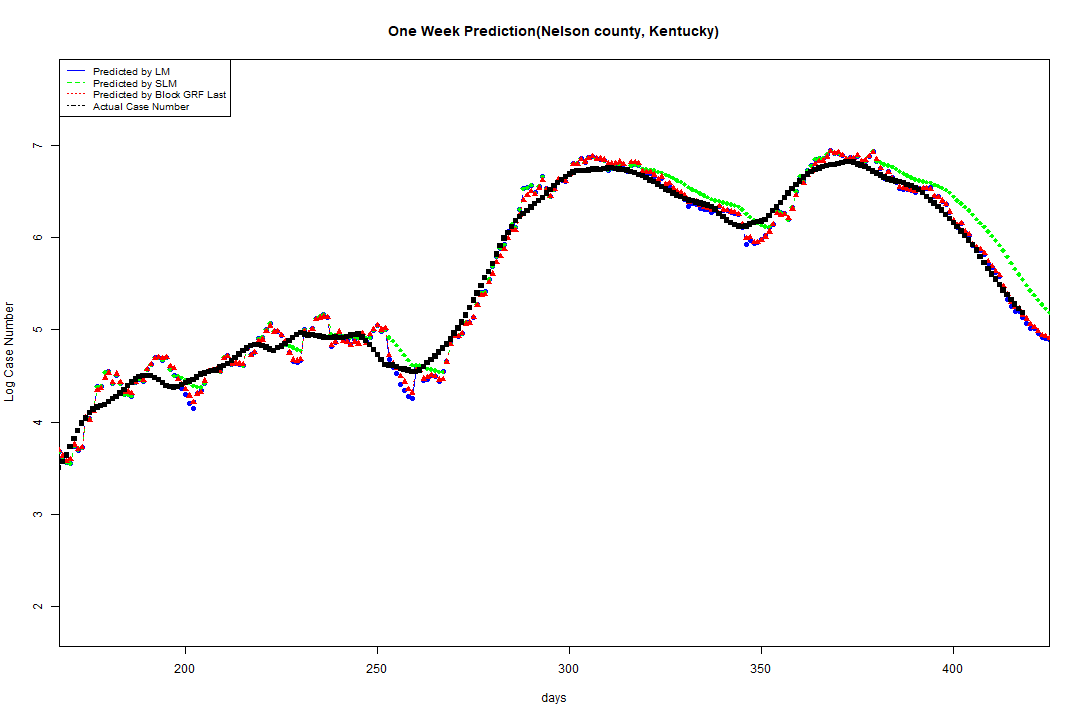 One Week Prediction(Nelson county, Kentucky)
Predicted by LM
Predicted by SLM
Predicted by Block GRF Last
Actual Case Number
7
6
5
4
3
2
Log Case Number
200 250 300 350 400
days